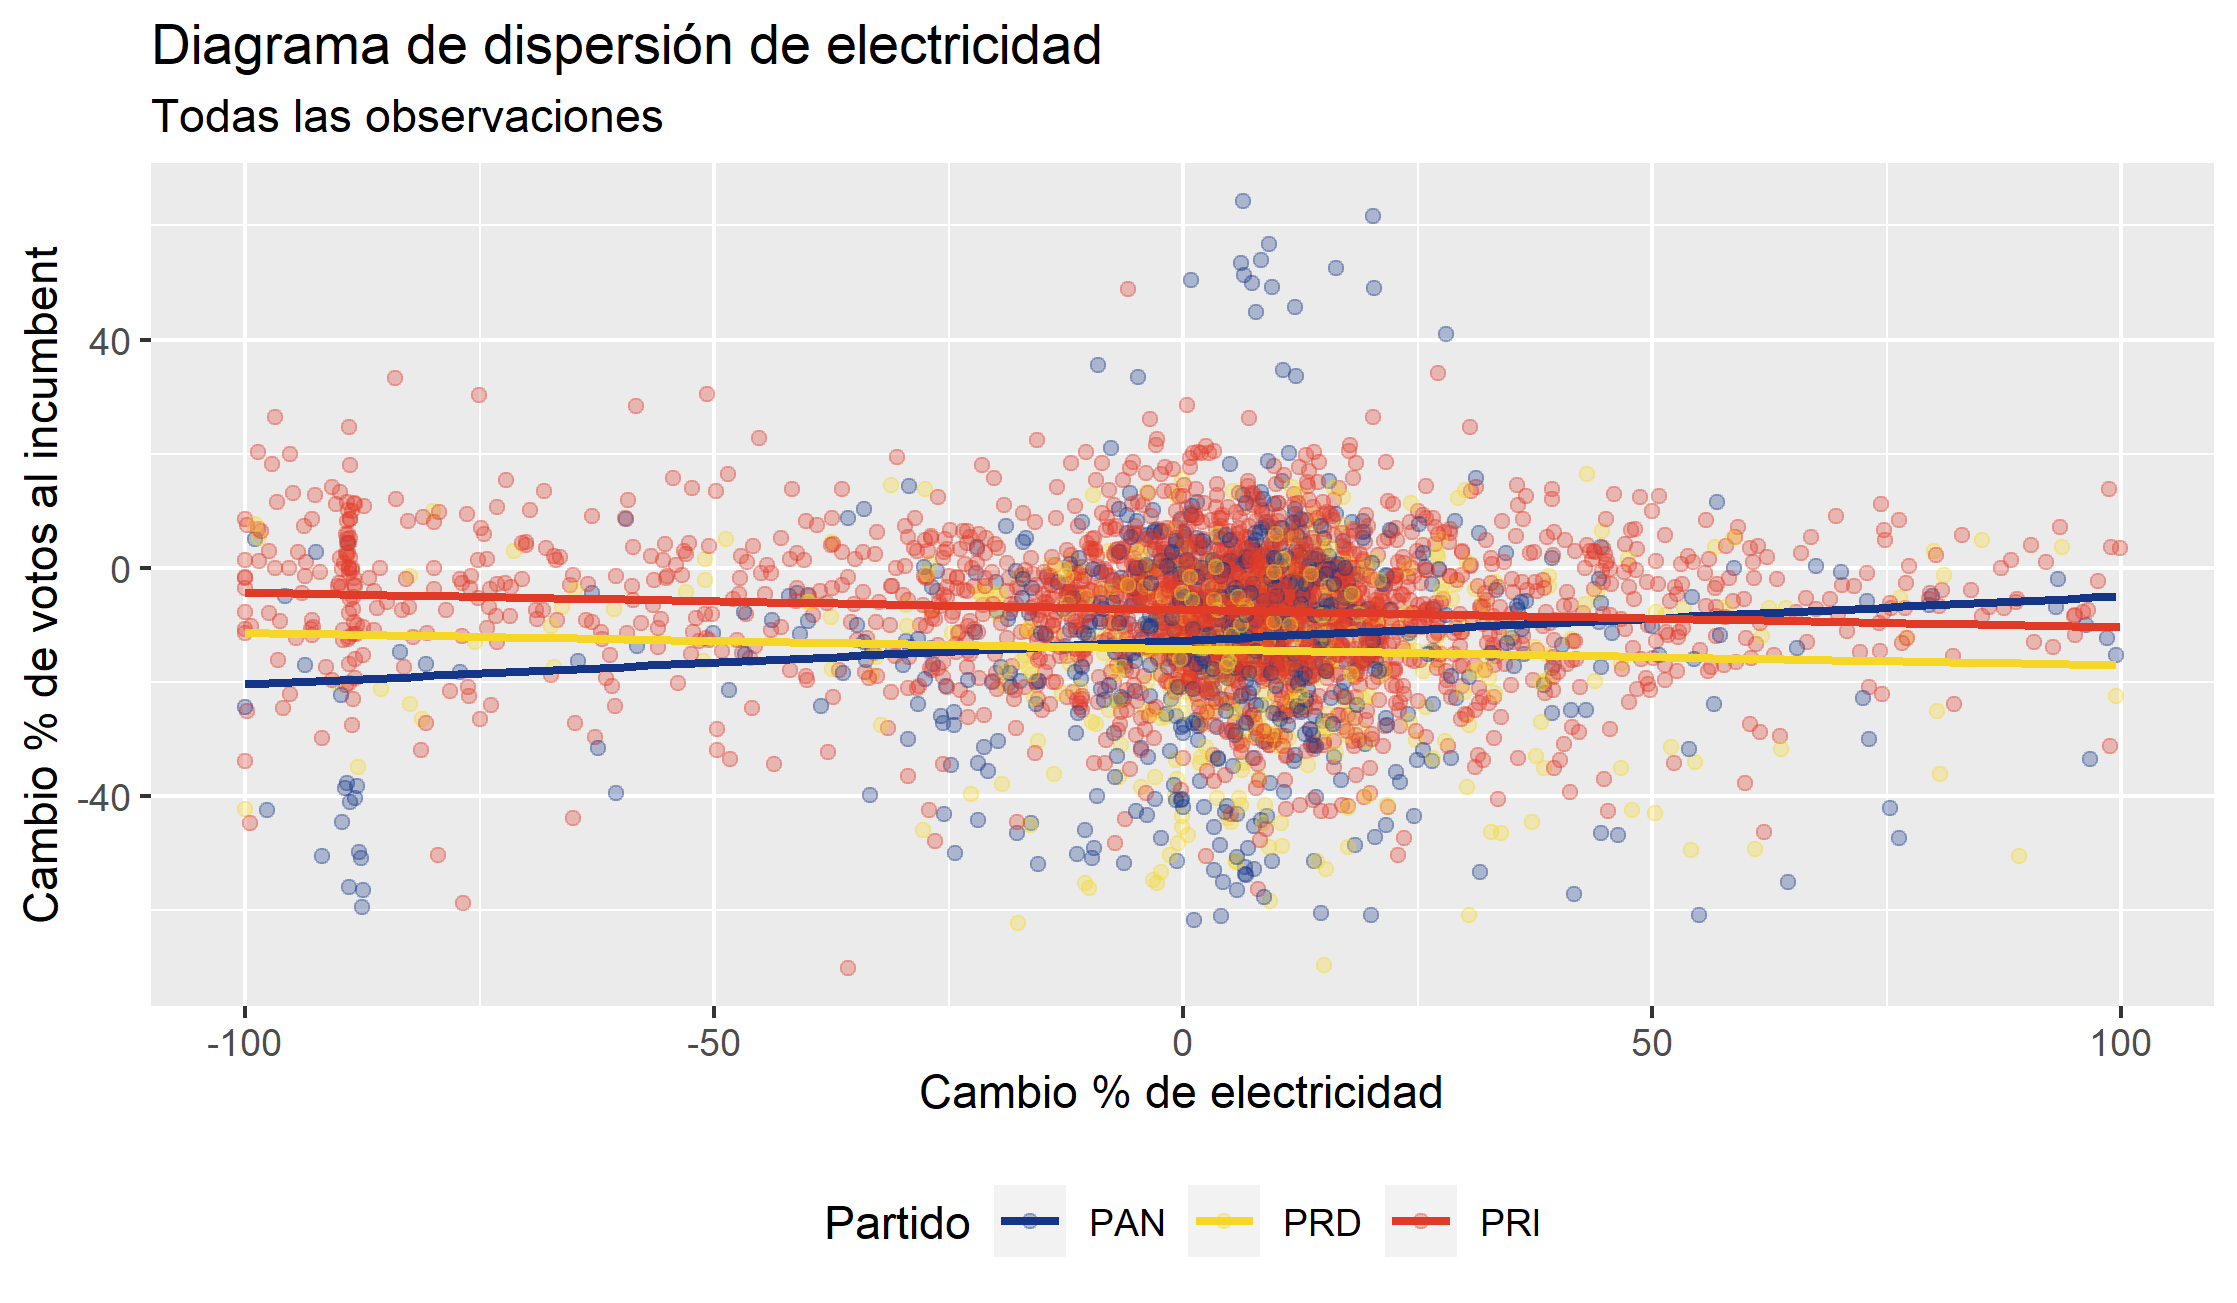 Diagrama de dispersión de electricidad
Todas las observaciones
Cambio % de votos al incumbent
40
0
-40
-100 -50 0 50 100
Cambio % de electricidad
Partido PAN PRD PRI